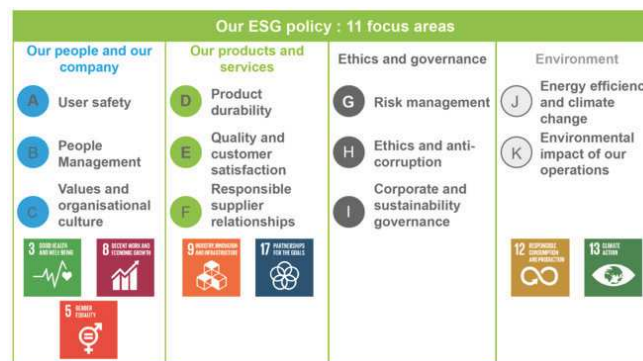 Our ESG policy : 11 focus areas
Our people and our
company
A
User safety
B
People
Management
C
Values and
organisational
culture
3 GOOD HEALTH
AND WELL-BEING
8 DECENT WORK AND
ECONOMIC GROWTH
5 GENDER
EQUALITY
Our products and
services
D
Product
durability
E
Quality and
customer
satisfaction
F
Responsible
supplier
relationships
9 INDUSTRY, INNOVATION
AND INFRASTRUCTURE
17 PARTNERSHIPS
FOR THE GOALS
Ethics and governance
G
Risk management
H
Ethics and anti-
corruption
I
Corporate and
sustainability
governance
Environment
J
Energy efficienc
and climate
change
K
Environmental
impact of our
operations
12 RESPONSIBLE
CONSUMPTION
AND PRODUCTION
13 CLIMATE
ACTION